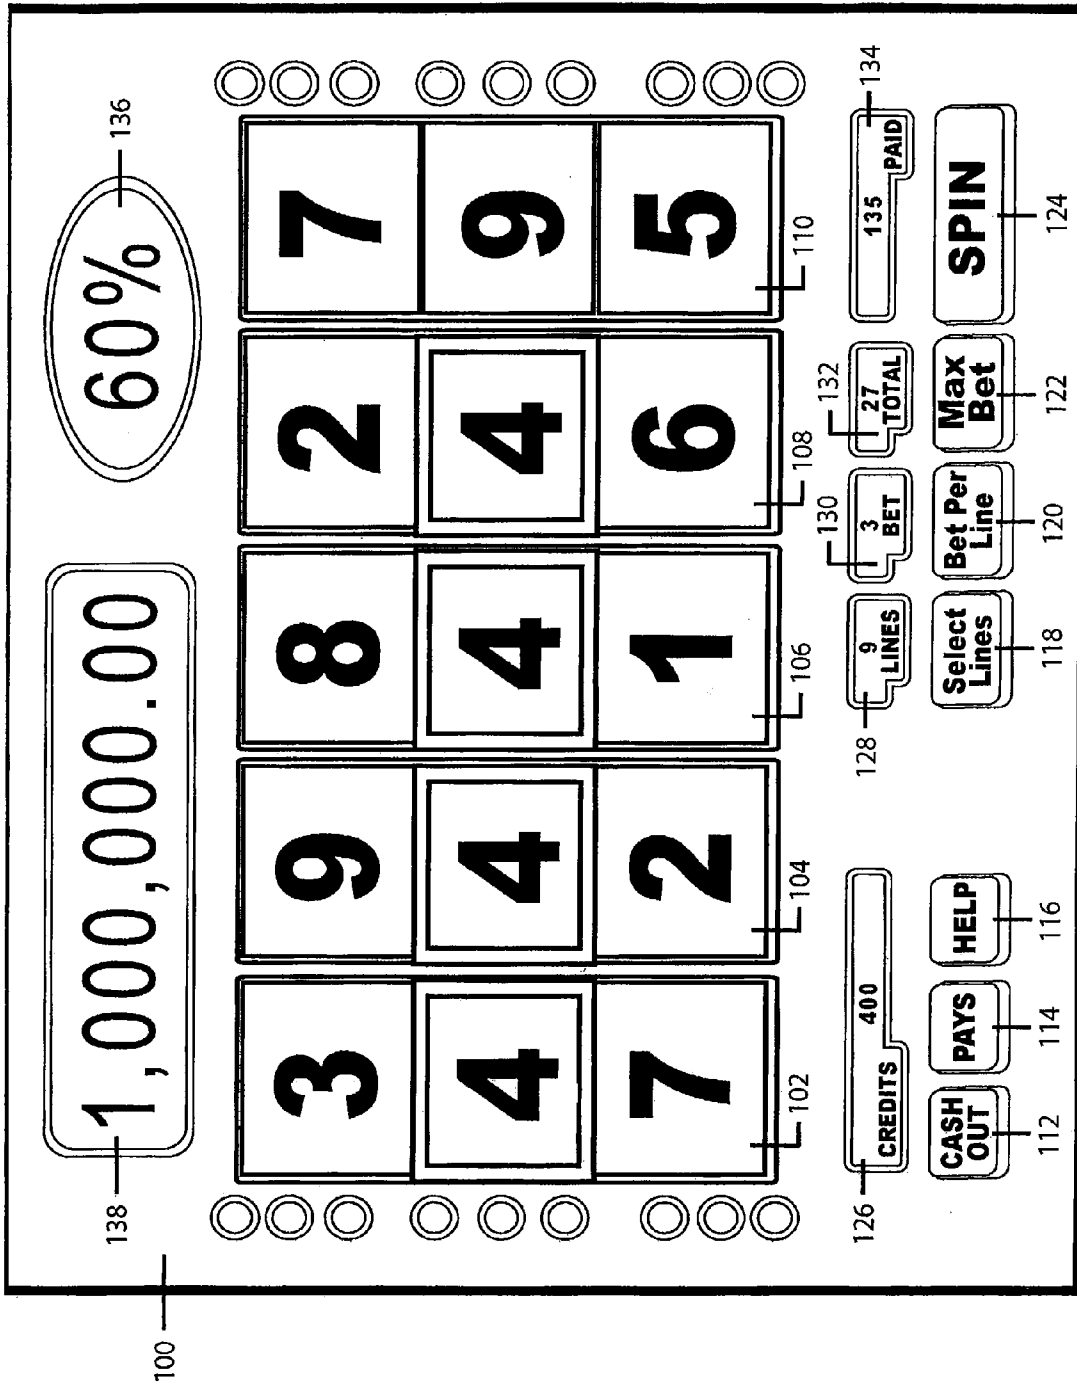 1,000,000.00 60%
138 136
100
3 9 8 2 7
4 4 4 4 9
7 2 1 6 5
102 104 106 108 110
126 128 130 132 134
CREDITS 400
9 LINES
3 BET
27 TOTAL
135 PAID
CASH OUT
PAYS
HELP
Select Lines
Bet Per Line
Max Bet
SPIN
112 114 116 118 120 122 124